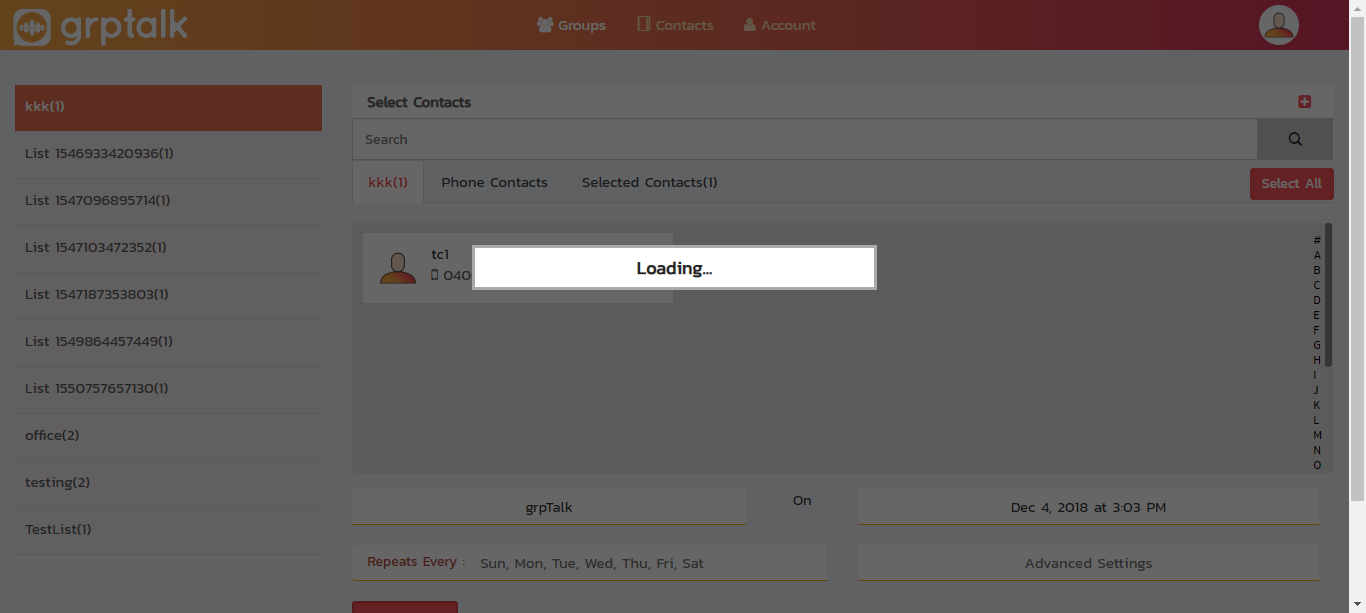 grptalk
Groups
Contacts
Account
kkk(1)
List 1546933420936(1)
List 1547096895714(1)
List 1547103472352(1)
List 1547187353803(1)
List 1549864457449(1)
List 1550757657130(1)
office(2)
testing(2)
TestList(1)
Select Contacts
Search
kkk(1)
Phone Contacts
Selected Contacts(1)
Select All
tc1
040
Loading...
#
A
B
C
D
E
F
G
H
I
J
K
L
M
N
O
grpTalk
On
Dec 4, 2018 at 3:03 PM
Repeats Every : Sun, Mon, Tue, Wed, Thu, Fri, Sat
Advanced Settings